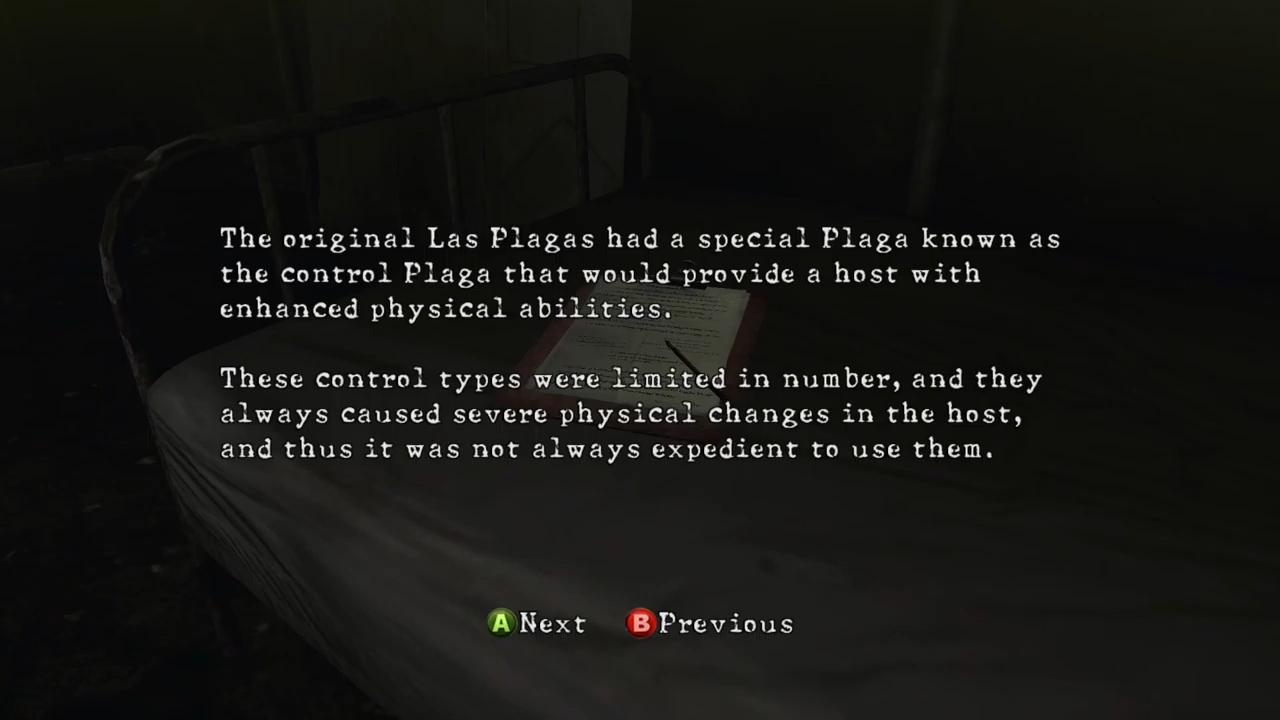 The original Las Plagas had a special Plaga known as
the control Plaga that would provide a host with
enhanced physical abilities.
These control types were limited in number, and they
always caused severe physical changes in the host,
and thus it was not always expedient to use them.
A Next B Previous